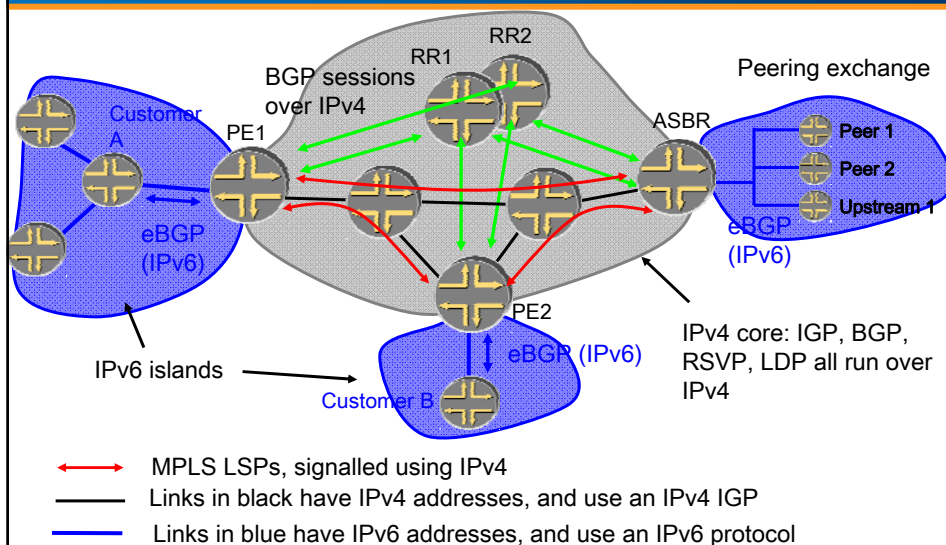 RR2
RR1
BGP sessions
over IPv4
Peering exchange
Customer
A
PE1
ASBR
Peer 1
Peer 2
Upstream 1
eBGP
(IPv6)
eBGP
(IPv6)
PE2
eBGP (IPv6)
Customer B
IPv6 islands
IPv4 core: IGP, BGP,
RSVP, LDP all run over
IPv4
MPLS LSPs, signalled using IPv4
Links in black have IPv4 addresses, and use an IPv4 IGP
Links in blue have IPv6 addresses, and use an IPv6 protocol